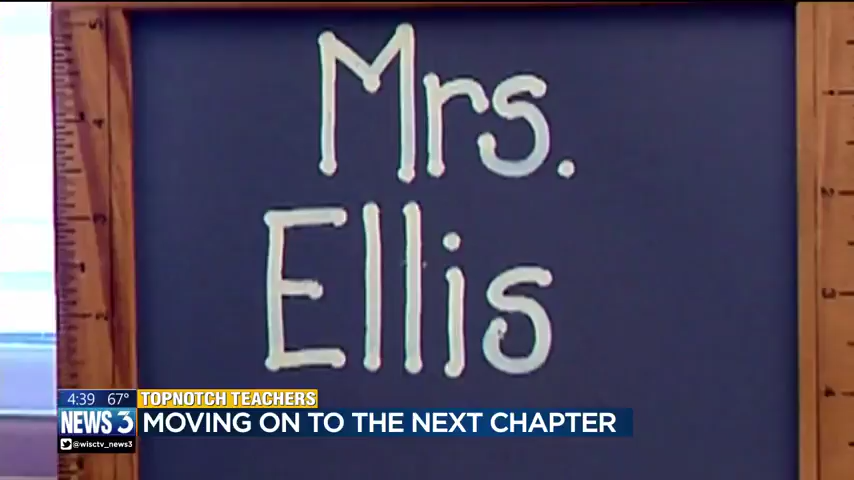 Mrs.
Ellis
4:39 67°
TOPNOTCH TEACHERS
NEWS 3
MOVING ON TO THE NEXT CHAPTER
@wisctv_news3